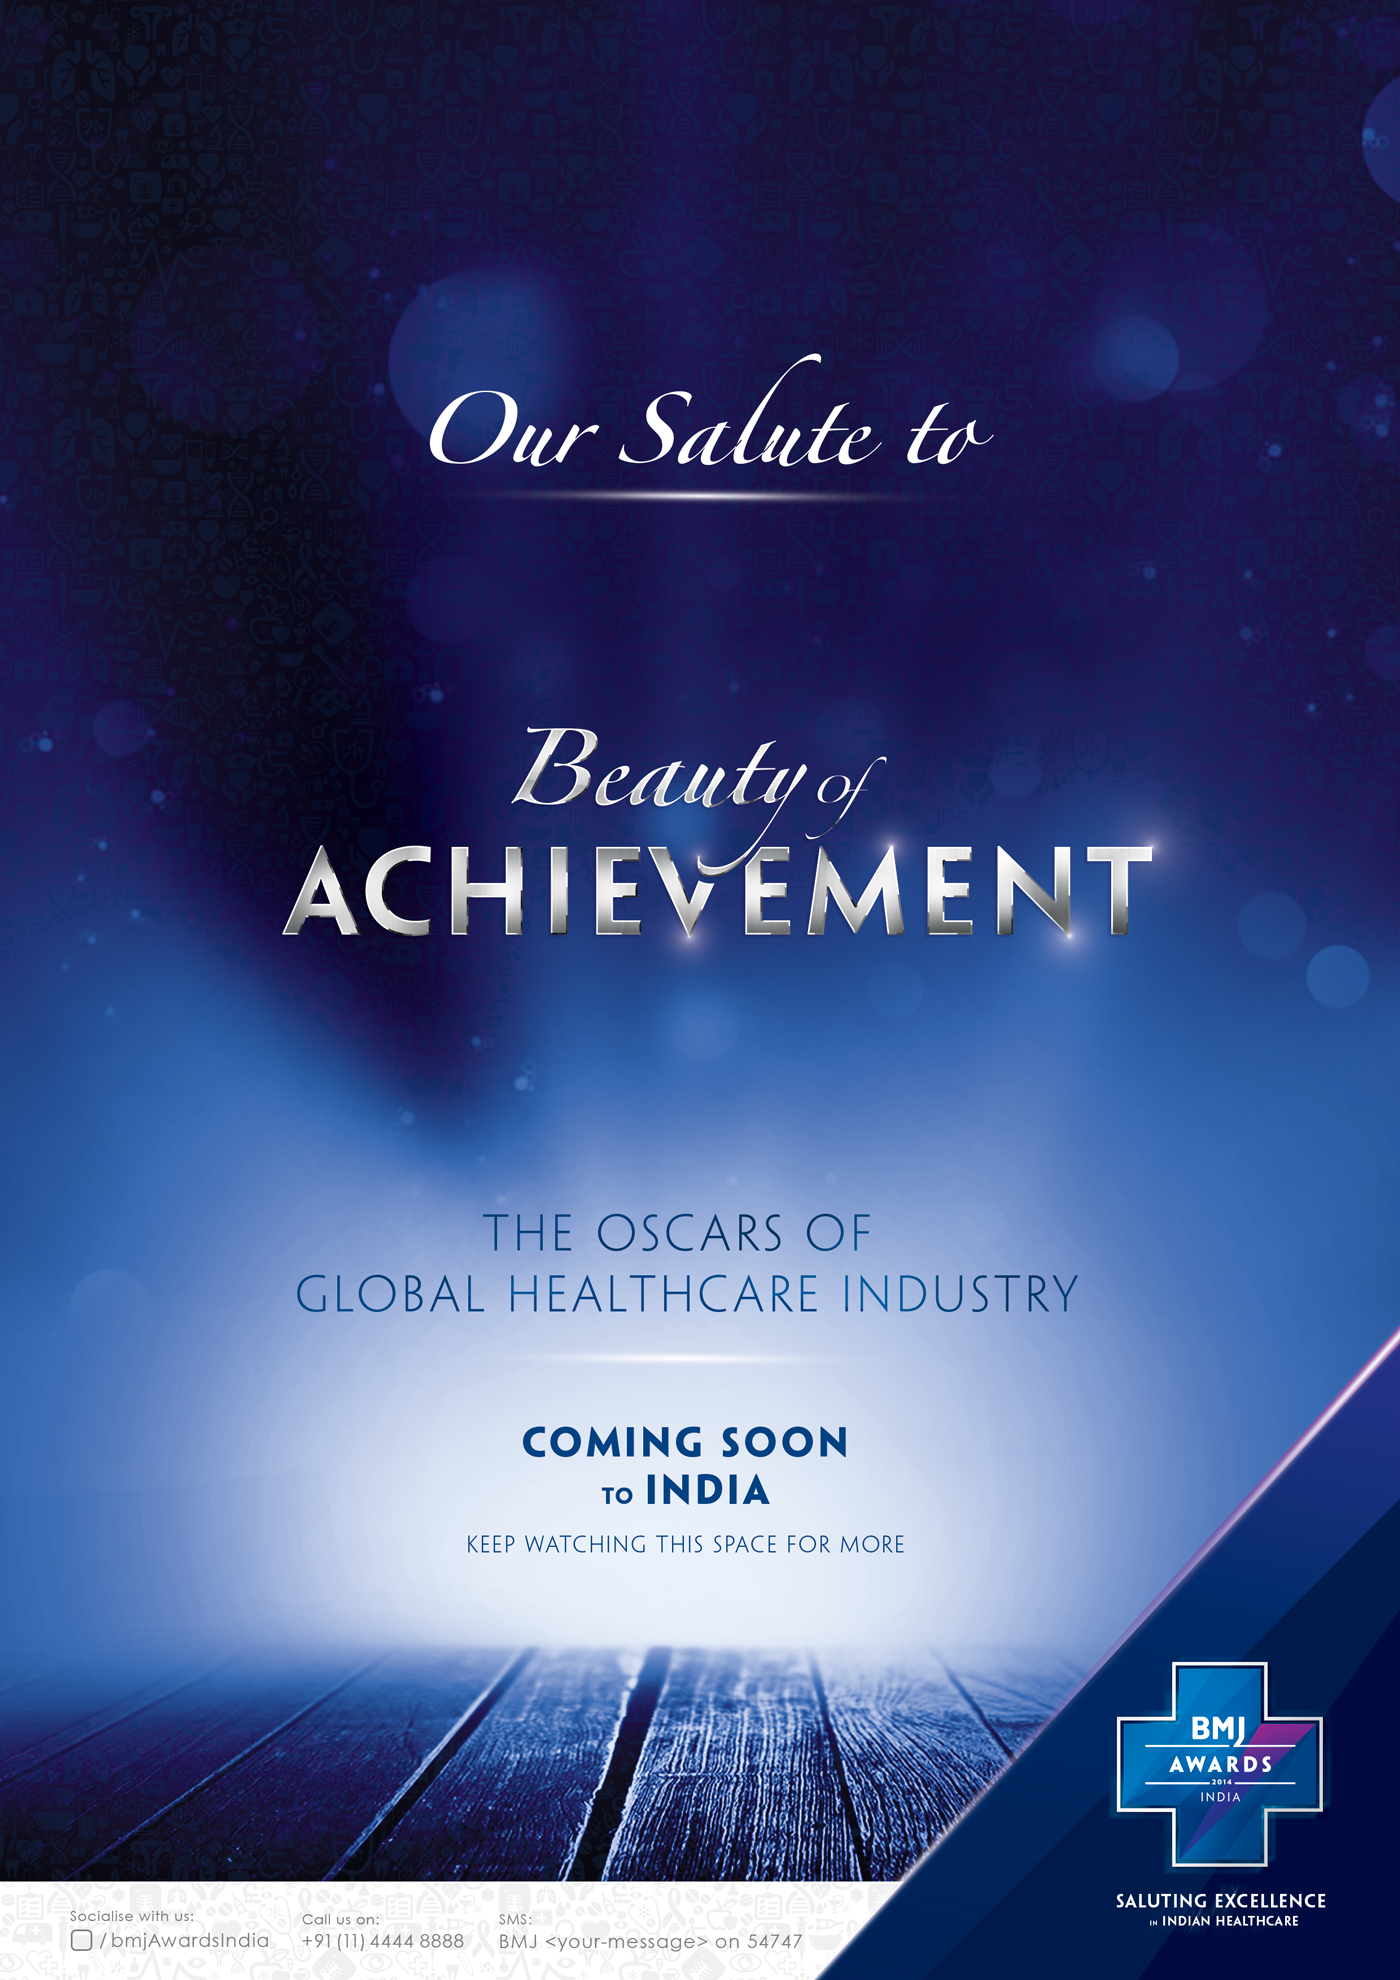 Our Salute to
Beauty of
ACHIEVEMENT
THE OSCARS OF
GLOBAL HEALTHCARE INDUSTRY
COMING SOON
TO INDIA
KEEP WATCHING THIS SPACE FOR MORE
BMJ
AWARDS
2014
INDIA
SALUTING EXCELLENCE
IN INDIAN HEALTHCARE
Socialise with us:
/bmjAwardsIndia
Call us on:
+91 (11) 4444 8888
SMS:
BMJ <your-message> on 54747